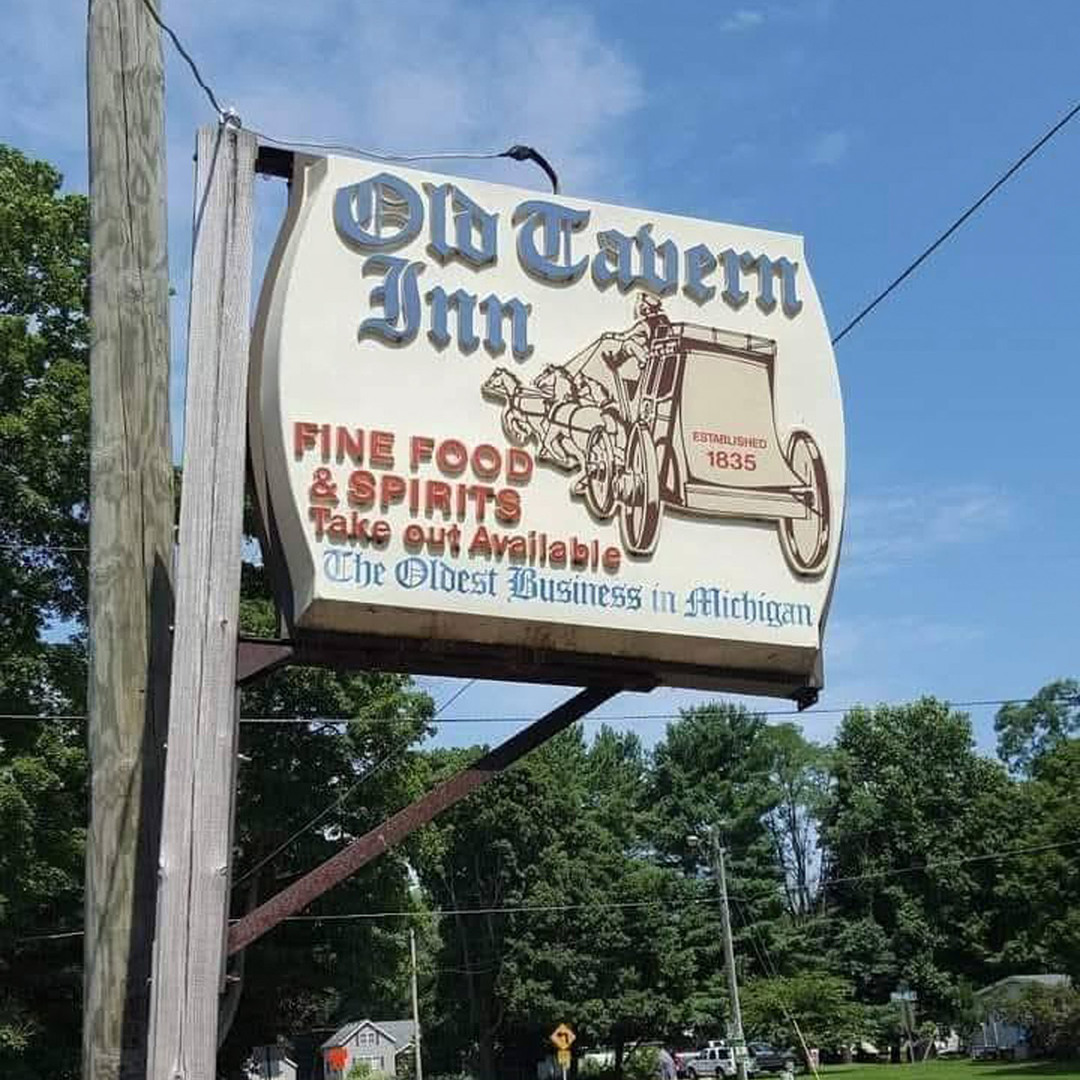 Old Tavern
Inn
ESTABLISHED
1835
FINE FOOD
& SPIRITS
Take out Available
The Oldest Business in Michigan